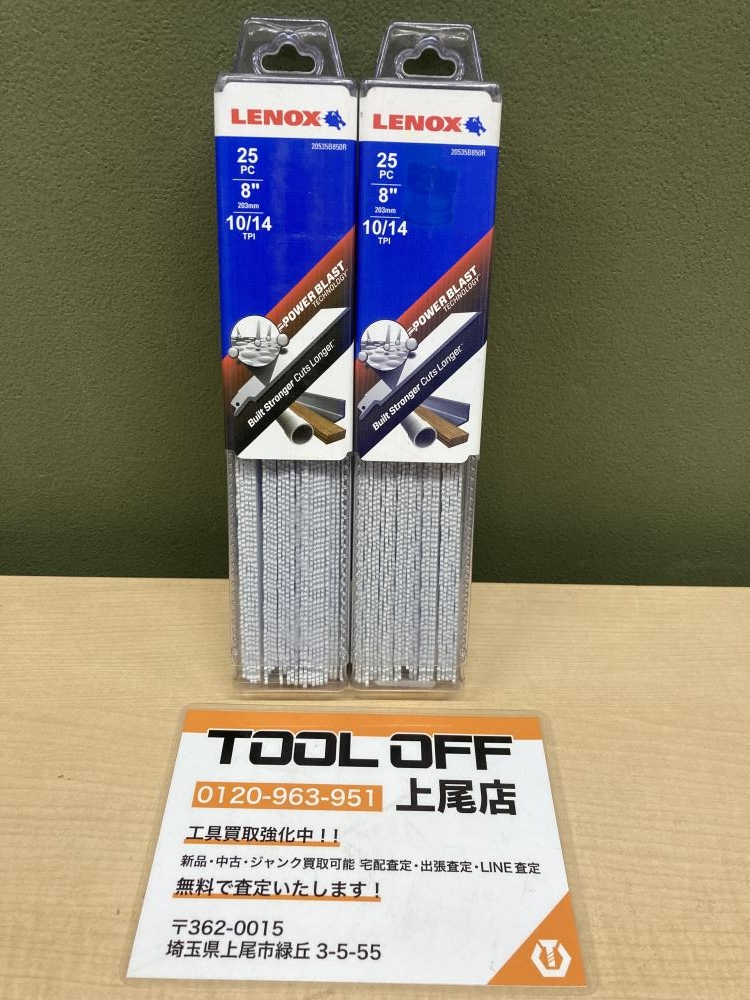 LENOX
20535B850R
25
PC
8"
203mm
10/14
TPI
POWER BLAST
TECHNOLOGY
Built Stronger Cuts Longer
LENOX
20535B850R
25
PC
8"
203mm
10/14
TPI
POWER BLAST
TECHNOLOGY
Built Stronger Cuts Longer
TOOL OFF
0120-963-951 上尾店
工具買取強化中！！
新品・中古・ジャンク買取可能 宅配査定・出張査定・LINE査定
無料で査定いたします！
〒362-0015
埼玉県上尾市緑丘 3-5-55